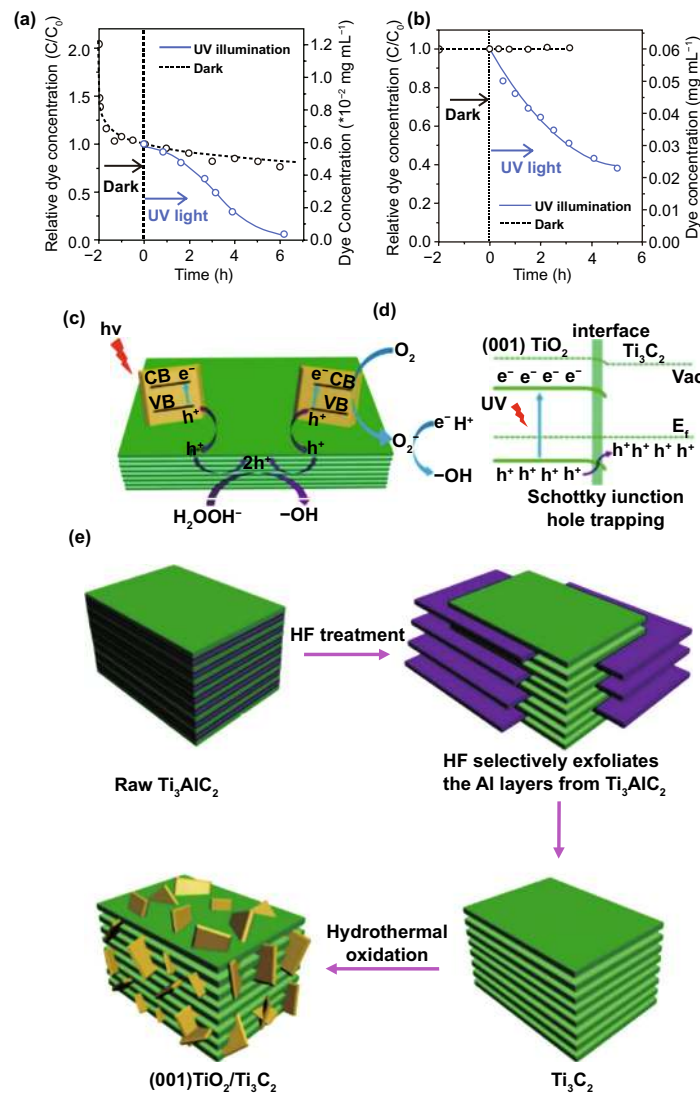 (a)
Relative dye concentration (C/C₀)
2.0
1.5
1.0
0.5
0.0
UV illumination
Dark
Dark
UV light
1.2
1.0
0.8
0.6
0.4
0.2
0.0
Dye Concentration (*10⁻² mg mL⁻¹)
−2 0 2 4 6
Time (h)
(b)
Relative dye concentration (C/C₀)
1.0
0.8
0.6
0.4
0.2
0.0
Dark
UV light
UV illumination
Dark
0.06
0.05
0.04
0.03
0.02
0.01
0.00
Dye concentration (mg mL⁻¹)
−2 0 2 4 6
Time (h)
(c)
hν
CB e⁻
VB
h⁺
e⁻ CB
VB
h⁺
O₂
O₂⁻
e⁻ H⁺
−OH
h⁺ 2h⁺ h⁺
H₂OOH⁻ −OH
(d)
interface
(001) TiO₂ Ti₃C₂
Vac
e⁻ e⁻ e⁻ e⁻
UV
E_f
h⁺ h⁺ h⁺ h⁺
h⁺ h⁺ h⁺ h⁺
Schottky iunction
hole trapping
(e)
HF treatment
Raw Ti₃AlC₂
HF selectively exfoliates
the Al layers from Ti₃AlC₂
Hydrothermal
oxidation
(001)TiO₂/Ti₃C₂
Ti₃C₂